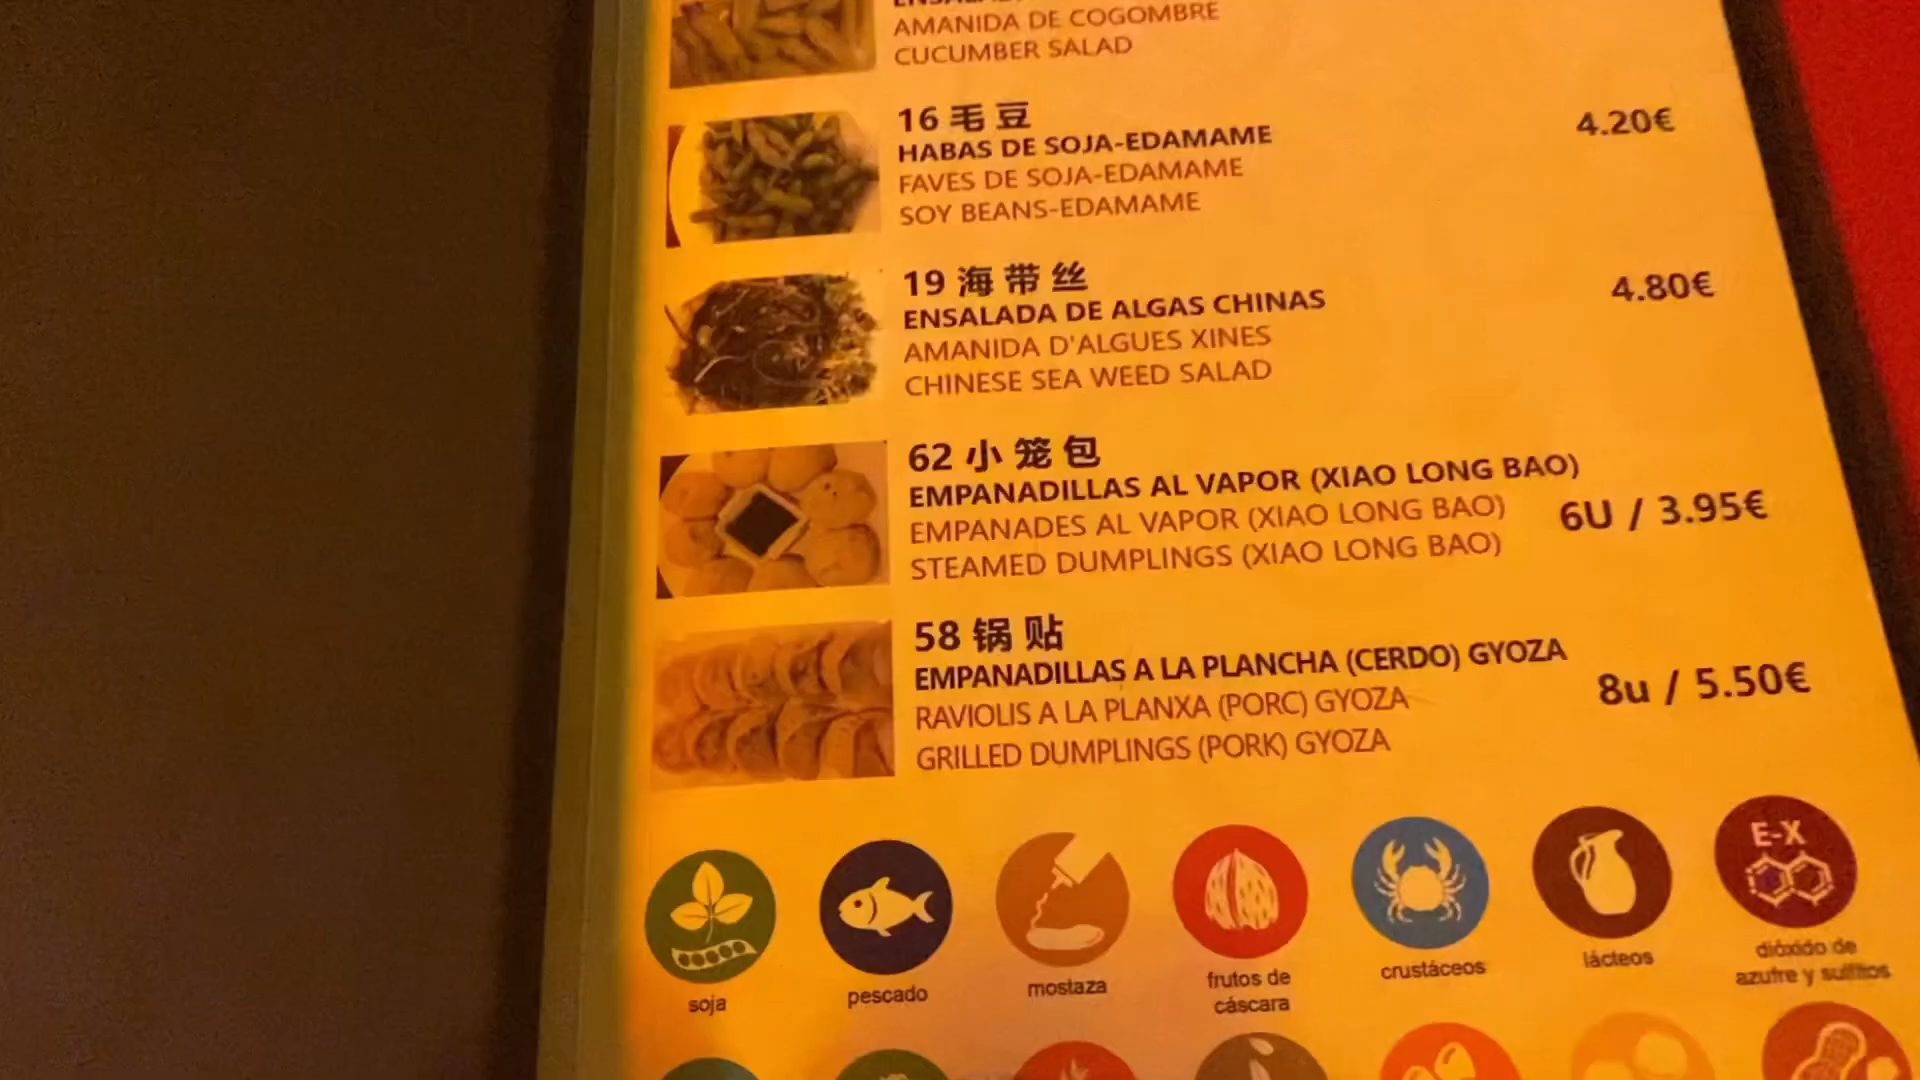 AMANIDA DE COGOMBRE
CUCUMBER SALAD
16 毛豆
HABAS DE SOJA-EDAMAME
4.20€
FAVES DE SOJA-EDAMAME
SOY BEANS-EDAMAME
19 海带丝
ENSALADA DE ALGAS CHINAS
4.80€
AMANIDA D'ALGUES XINES
CHINESE SEA WEED SALAD
62 小笼包
EMPANADILLAS AL VAPOR (XIAO LONG BAO)
EMPANADES AL VAPOR (XIAO LONG BAO)
6U / 3.95€
STEAMED DUMPLINGS (XIAO LONG BAO)
58 锅贴
EMPANADILLAS A LA PLANCHA (CERDO) GYOZA
8u / 5.50€
RAVIOLIS A LA PLANXA (PORC) GYOZA
GRILLED DUMPLINGS (PORK) GYOZA
E-X
soja
pescado
mostaza
frutos de
cáscara
crustáceos
lácteos
dióxido de
azufre y sulfitos